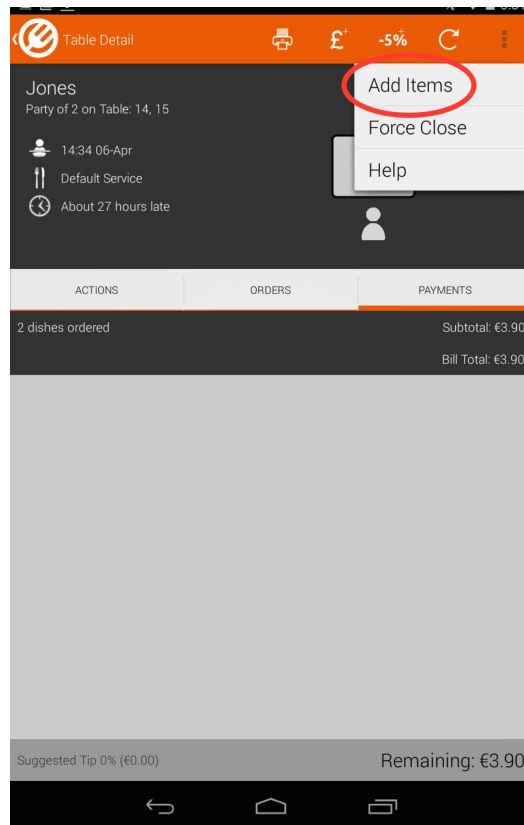 Table Detail
£+
-5%
Add Items
Force Close
Help
Jones
Party of 2 on Table: 14, 15
14:34 06-Apr
Default Service
About 27 hours late
ACTIONS
ORDERS
PAYMENTS
2 dishes ordered
Subtotal: €3.90
Bill Total: €3.90
Suggested Tip 0% (€0.00)
Remaining: €3.90